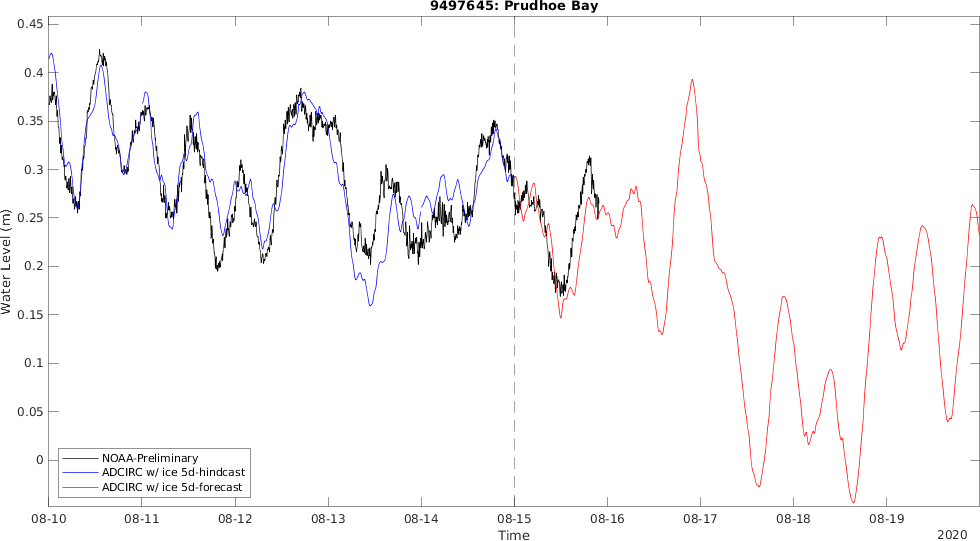 9497645: Prudhoe Bay
0.45
0.4
0.35
0.3
0.25
0.2
0.15
0.1
0.05
0
Water Level (m)
NOAA-Preliminary
ADCIRC w/ ice 5d-hindcast
ADCIRC w/ ice 5d-forecast
08-10 08-11 08-12 08-13 08-14 08-15 08-16 08-17 08-18 08-19
Time
2020